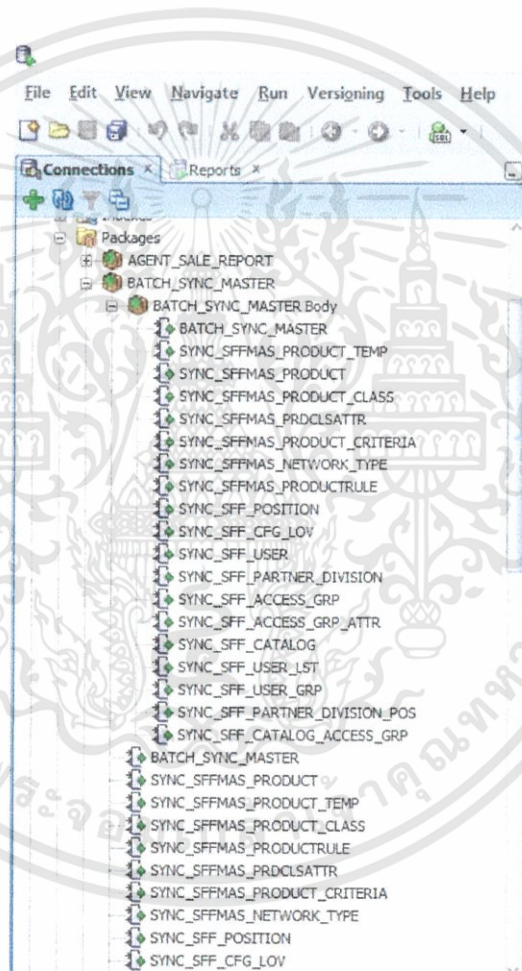 File Edit View Navigate Run Versioning Tools Help
Connections Reports
Indexes
Packages
AGENT_SALE_REPORT
BATCH_SYNC_MASTER
BATCH_SYNC_MASTER Body
BATCH_SYNC_MASTER
SYNC_SFFMAS_PRODUCT_TEMP
SYNC_SFFMAS_PRODUCT
SYNC_SFFMAS_PRODUCT_CLASS
SYNC_SFFMAS_PRDCLSATTR
SYNC_SFFMAS_PRODUCT_CRITERIA
SYNC_SFFMAS_NETWORK_TYPE
SYNC_SFFMAS_PRODUCTRULE
SYNC_SFF_POSITION
SYNC_SFF_CFG_LOV
SYNC_SFF_USER
SYNC_SFF_PARTNER_DIVISION
SYNC_SFF_ACCESS_GRP
SYNC_SFF_ACCESS_GRP_ATTR
SYNC_SFF_CATALOG
SYNC_SFF_USER_LST
SYNC_SFF_USER_GRP
SYNC_SFF_PARTNER_DIVISION_POS
SYNC_SFF_CATALOG_ACCESS_GRP
BATCH_SYNC_MASTER
SYNC_SFFMAS_PRODUCT
SYNC_SFFMAS_PRODUCT_TEMP
SYNC_SFFMAS_PRODUCT_CLASS
SYNC_SFFMAS_PRODUCTRULE
SYNC_SFFMAS_PRDCLSATTR
SYNC_SFFMAS_PRODUCT_CRITERIA
SYNC_SFFMAS_NETWORK_TYPE
SYNC_SFF_POSITION
SYNC_SFF_CFG_LOV